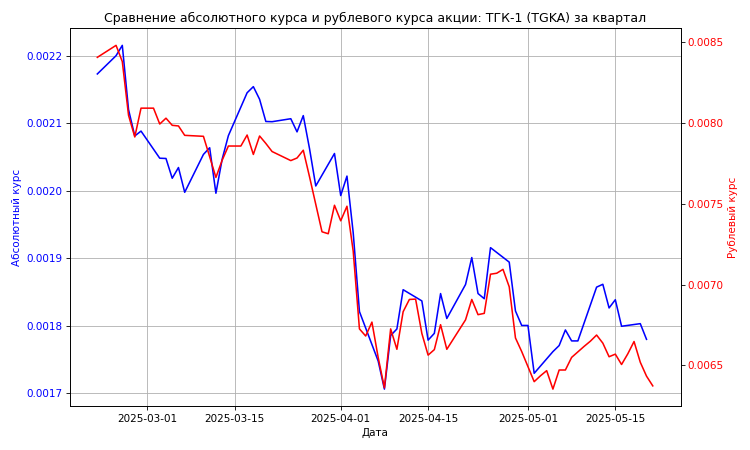 Сравнение абсолютного курса и рублевого курса акции: ТГК-1 (TGKA) за квартал
0.0022
0.0021
0.0020
0.0019
0.0018
0.0017
Абсолютный курс
0.0085
0.0080
0.0075
0.0070
0.0065
Рублевый курс
2025-03-01 2025-03-15 2025-04-01 2025-04-15 2025-05-01 2025-05-15
Дата